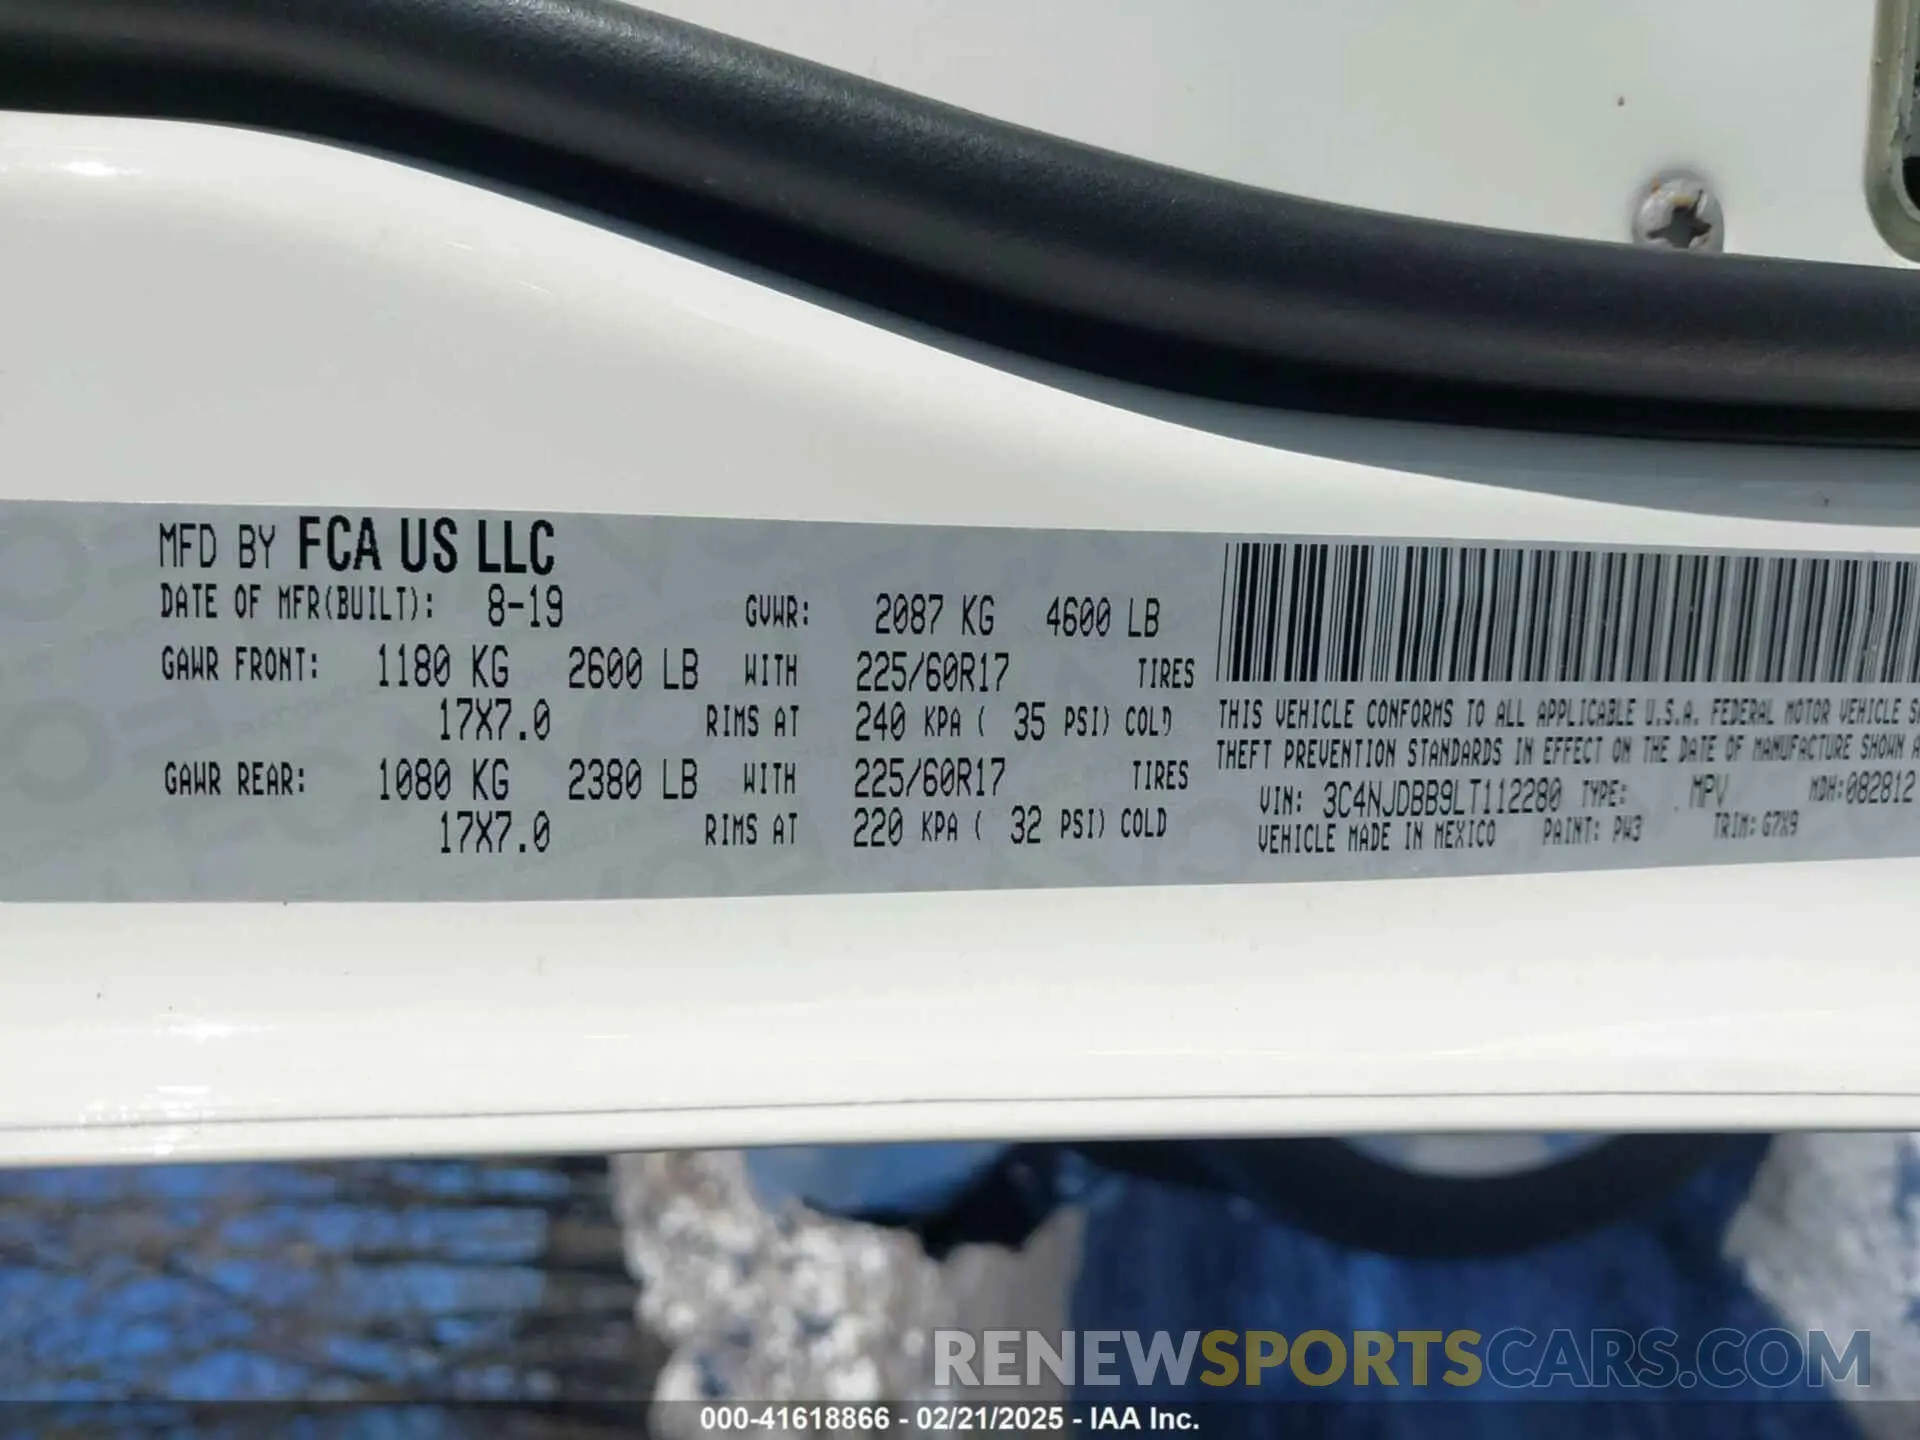 MFD BY FCA US LLC
DATE OF MFR(BUILT): 8-19 GVWR: 2087 KG 4600 LB
GAWR FRONT: 1180 KG 2600 LB WITH 225/60R17 TIRES
17X7.0 RIMS AT 240 KPA ( 35 PSI) COLD
GAWR REAR: 1080 KG 2380 LB WITH 225/60R17 TIRES
17X7.0 RIMS AT 220 KPA ( 32 PSI) COLD
THIS VEHICLE CONFORMS TO ALL APPLICABLE U.S.A. FEDERAL MOTOR VEHICLE
THEFT PREVENTION STANDARDS IN EFFECT ON THE DATE OF MANUFACTURE SHOWN
VIN: 3C4NJDBB9LT112280 TYPE: MPV MDH:082812
VEHICLE MADE IN MEXICO PAINT: PW3 TRIM: G7X9
RENEWSPORTSCARS.COM
000-41618866 - 02/21/2025 - IAA Inc.